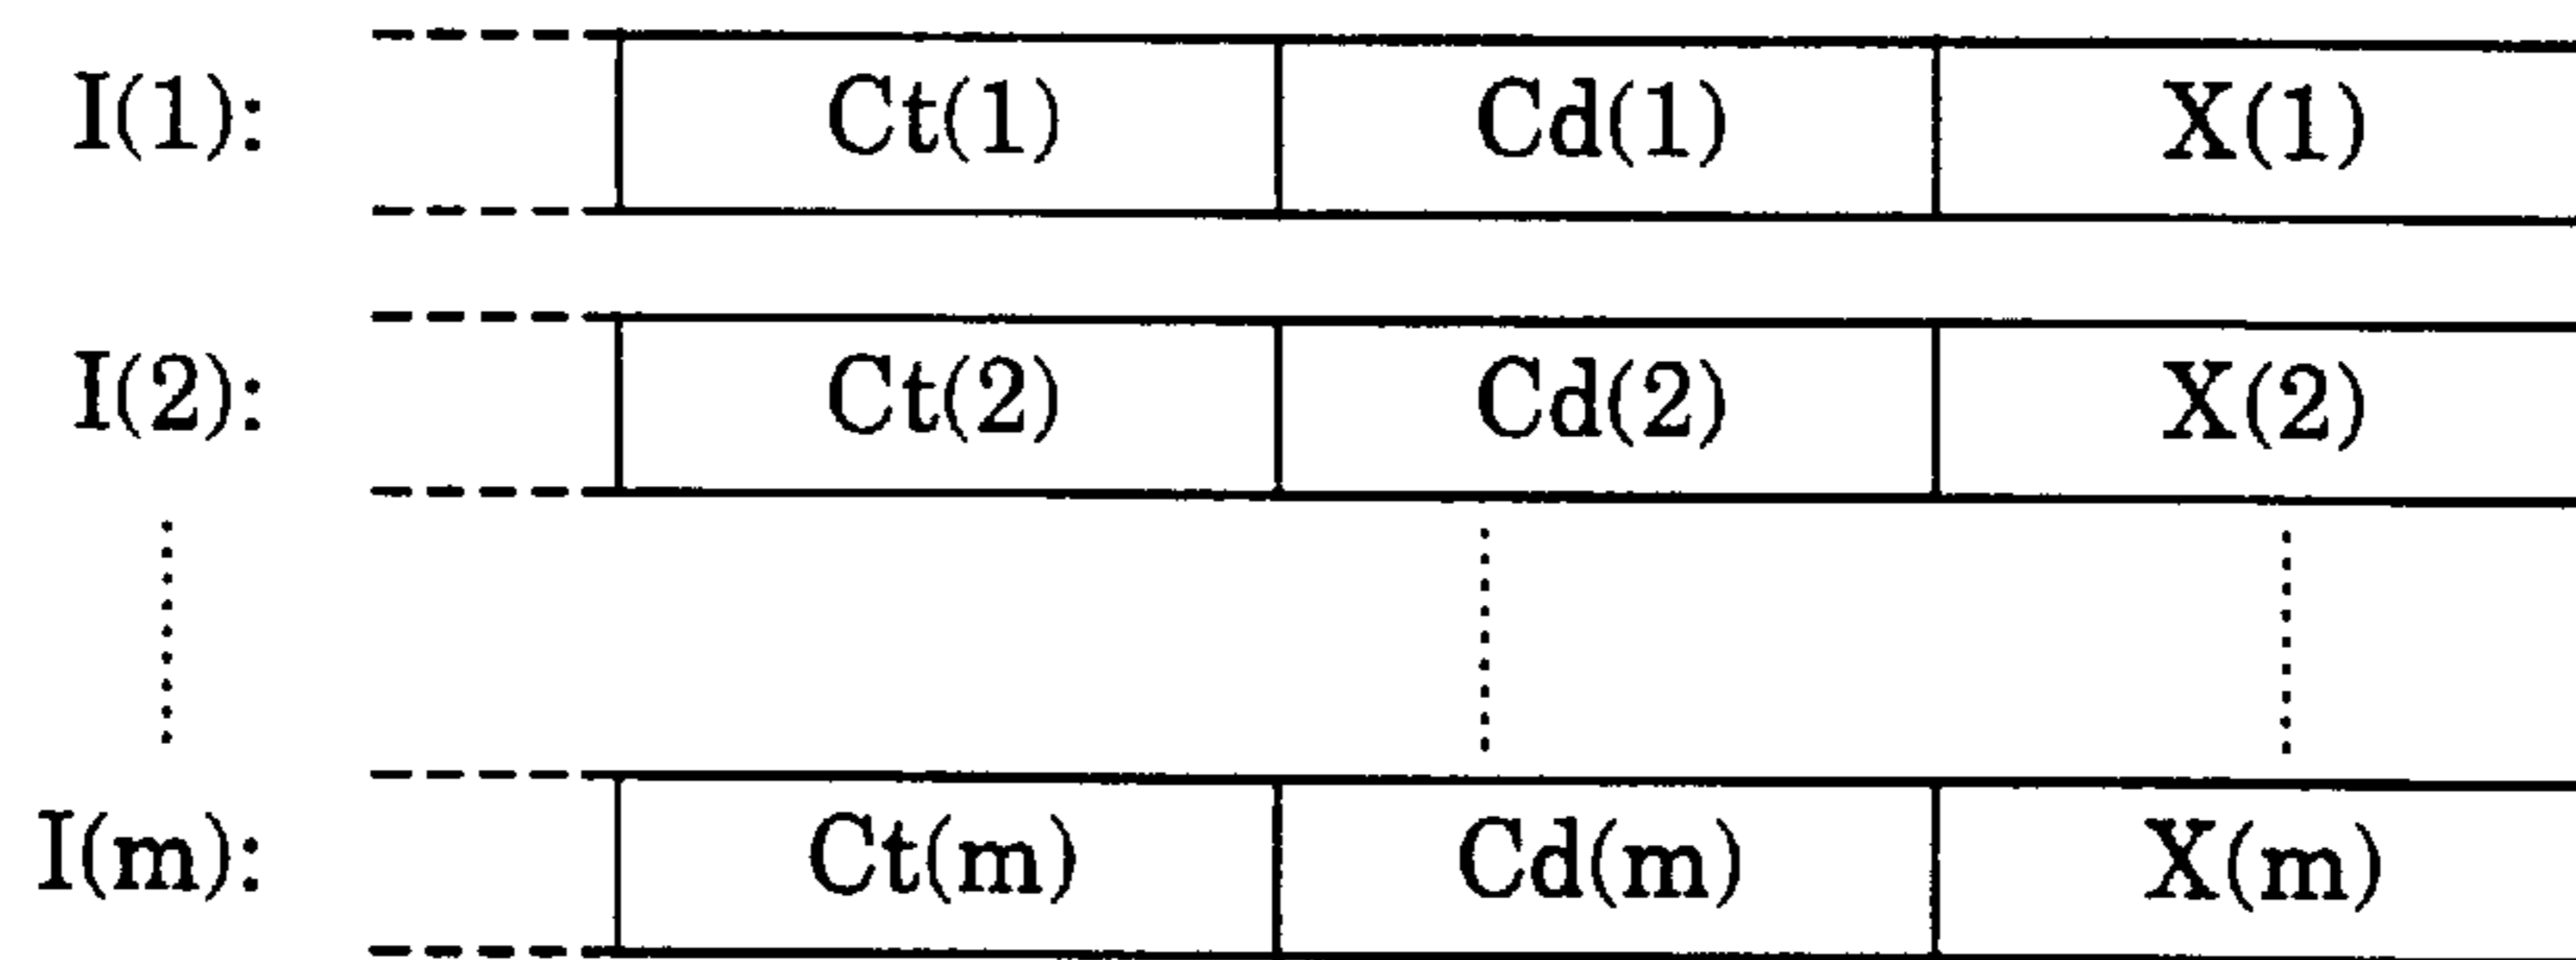 I(1): Ct(1) Cd(1) X(1)
I(2): Ct(2) Cd(2) X(2)
I(m): Ct(m) Cd(m) X(m)